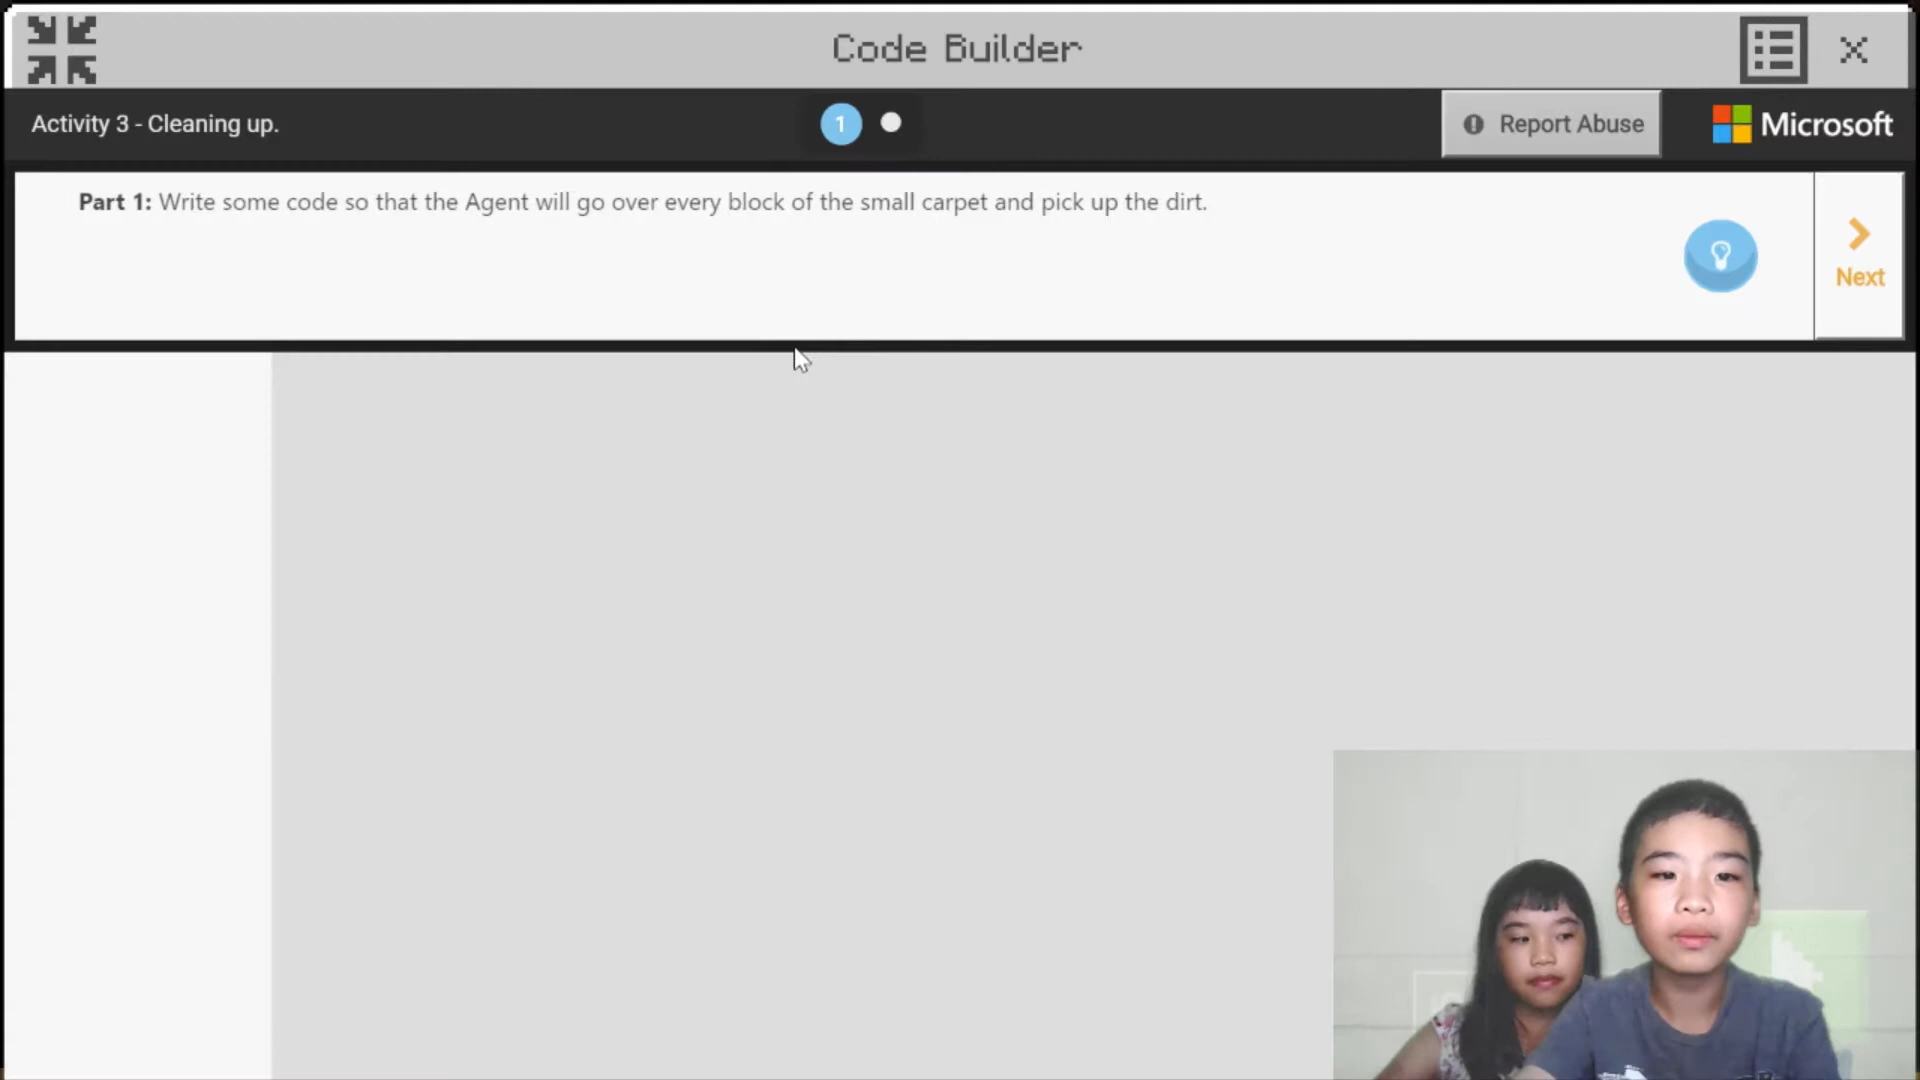 Code Builder
Activity 3 - Cleaning up.
1
Report Abuse
Microsoft
Part 1: Write some code so that the Agent will go over every block of the small carpet and pick up the dirt.
Next